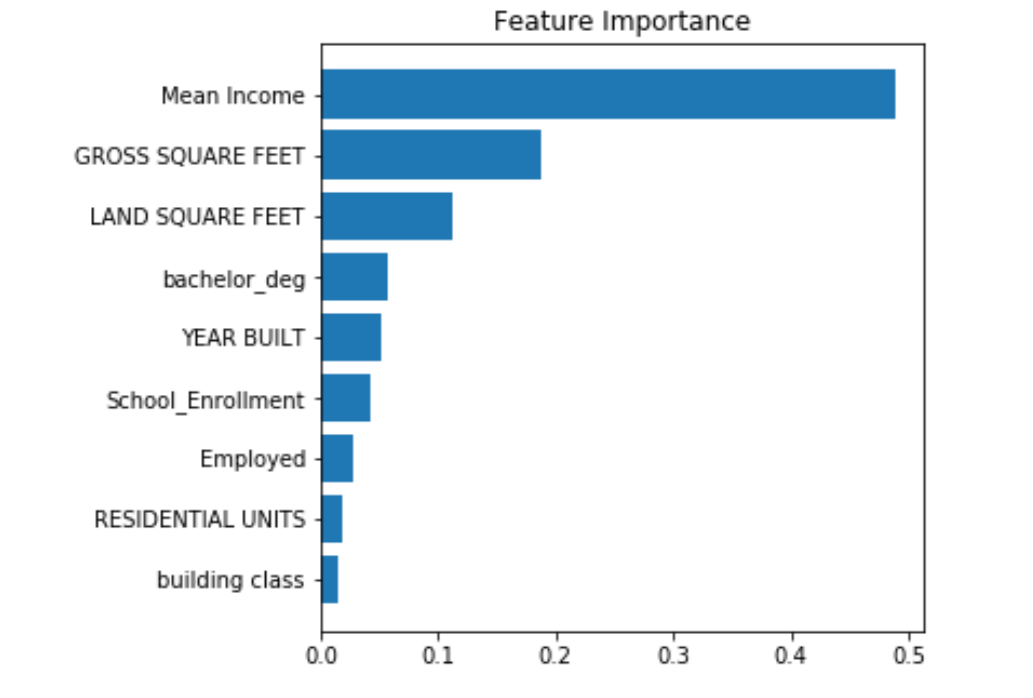 Feature Importance
Mean Income
GROSS SQUARE FEET
LAND SQUARE FEET
bachelor_deg
YEAR BUILT
School_Enrollment
Employed
RESIDENTIAL UNITS
building class
0.0 0.1 0.2 0.3 0.4 0.5